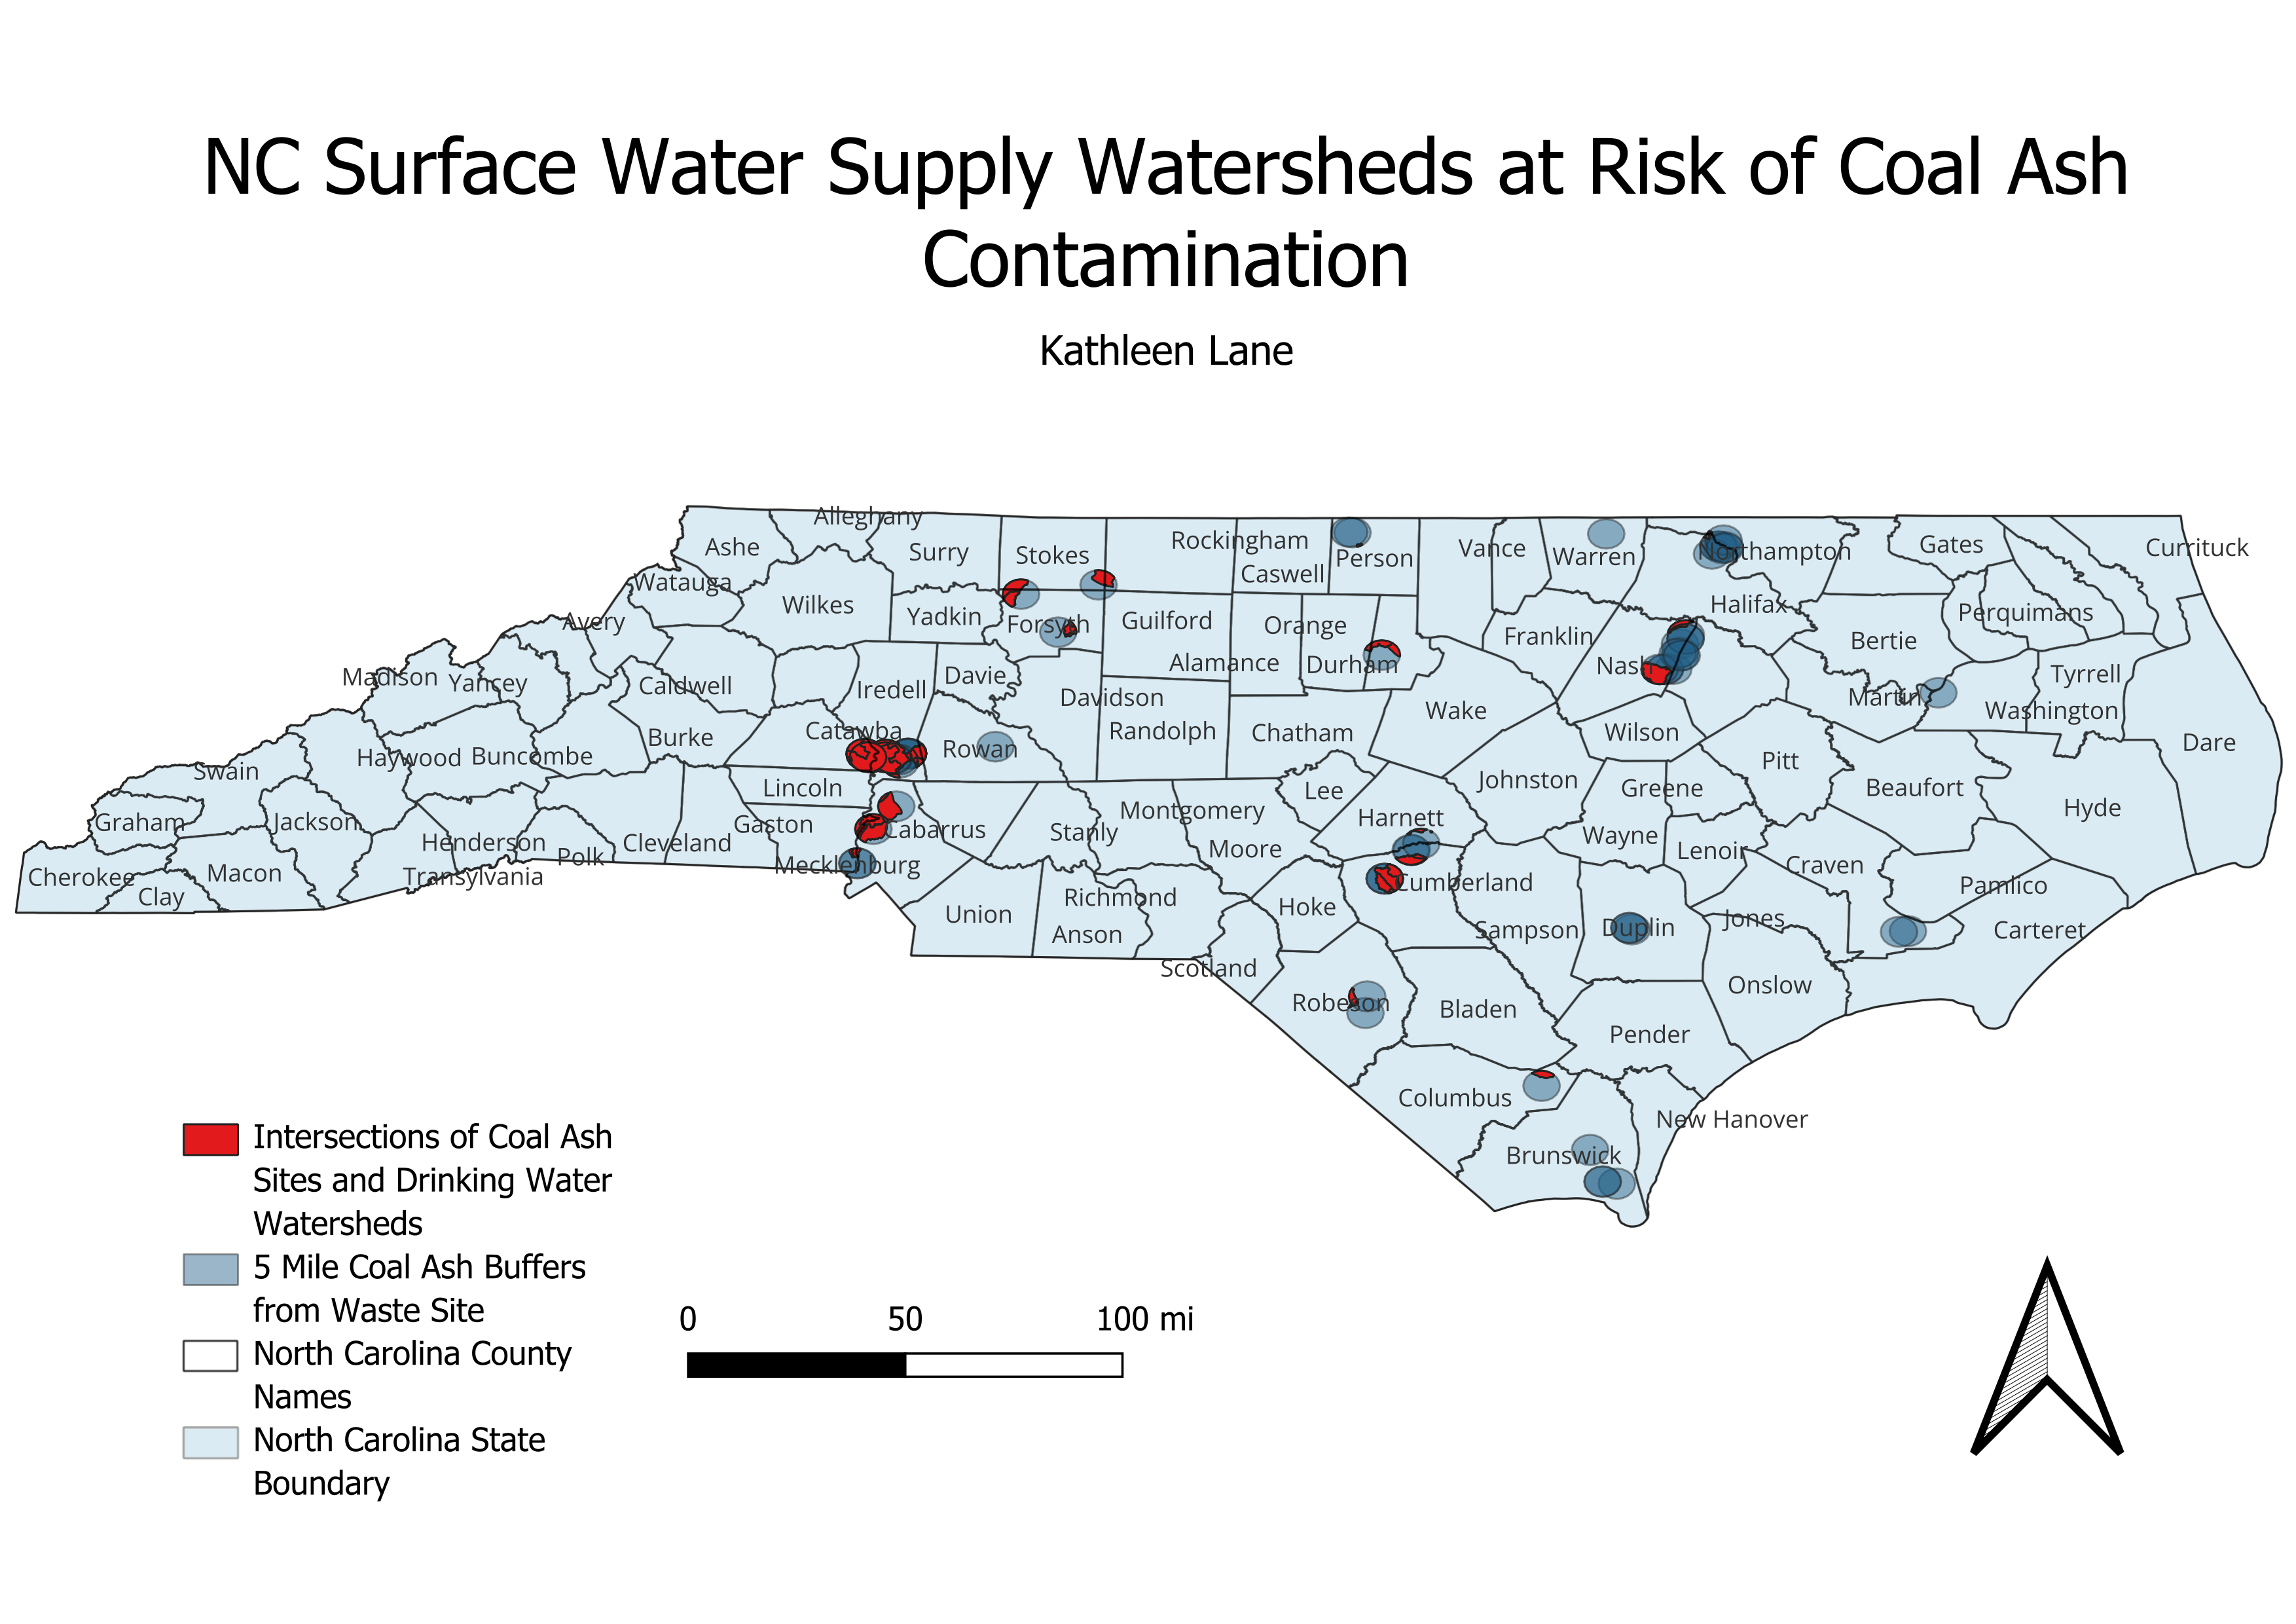 NC Surface Water Supply Watersheds at Risk of Coal Ash
Contamination
Kathleen Lane
Alleghany
Ashe
Surry
Stokes
Rockingham
Caswell
Person
Vance
Warren
Northampton
Gates
Currituck
Watauga
Wilkes
Yadkin
Forsyth
Guilford
Orange
Franklin
Halifax
Perquimans
Avery
Bertie
Madison
Yancey
Caldwell
Iredell
Davie
Davidson
Alamance
Durham
Nash
Martin
Tyrrell
Washington
Haywood
Buncombe
Burke
Catawba
Rowan
Randolph
Chatham
Wake
Wilson
Pitt
Dare
Swain
Lincoln
Lee
Johnston
Greene
Beaufort
Hyde
Graham
Jackson
Henderson
Cleveland
Gaston
Cabarrus
Stanly
Montgomery
Moore
Harnett
Wayne
Lenoir
Craven
Cherokee
Clay
Macon
Transylvania
Polk
Mecklenburg
Union
Richmond
Anson
Hoke
Cumberland
Sampson
Duplin
Jones
Pamlico
Carteret
Scotland
Robeson
Bladen
Onslow
Pender
Columbus
New Hanover
Brunswick
Intersections of Coal Ash
Sites and Drinking Water
Watersheds
5 Mile Coal Ash Buffers
from Waste Site
North Carolina County
Names
North Carolina State
Boundary
0 50 100 mi